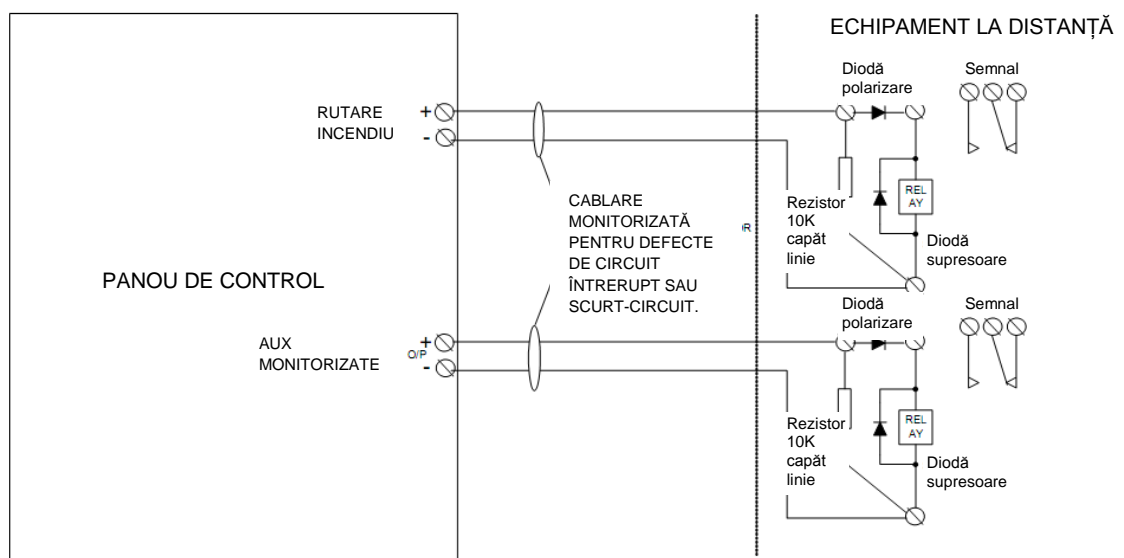 ECHIPAMENT LA DISTANȚĂ
Diodă
polarizare
Semnal
RUTARE
INCENDIU
+
-
REL
AY
Rezistor
10K
capăt
linie
Diodă
supresoare
CABLARE
MONITORIZATĂ
PENTRU DEFECTE
DE CIRCUIT
ÎNTRERUPT SAU
SCURT-CIRCUIT.
PANOU DE CONTROL
Diodă
polarizare
Semnal
AUX
MONITORIZATE
O/P
+
-
REL
AY
Rezistor
10K
capăt
linie
Diodă
supresoare